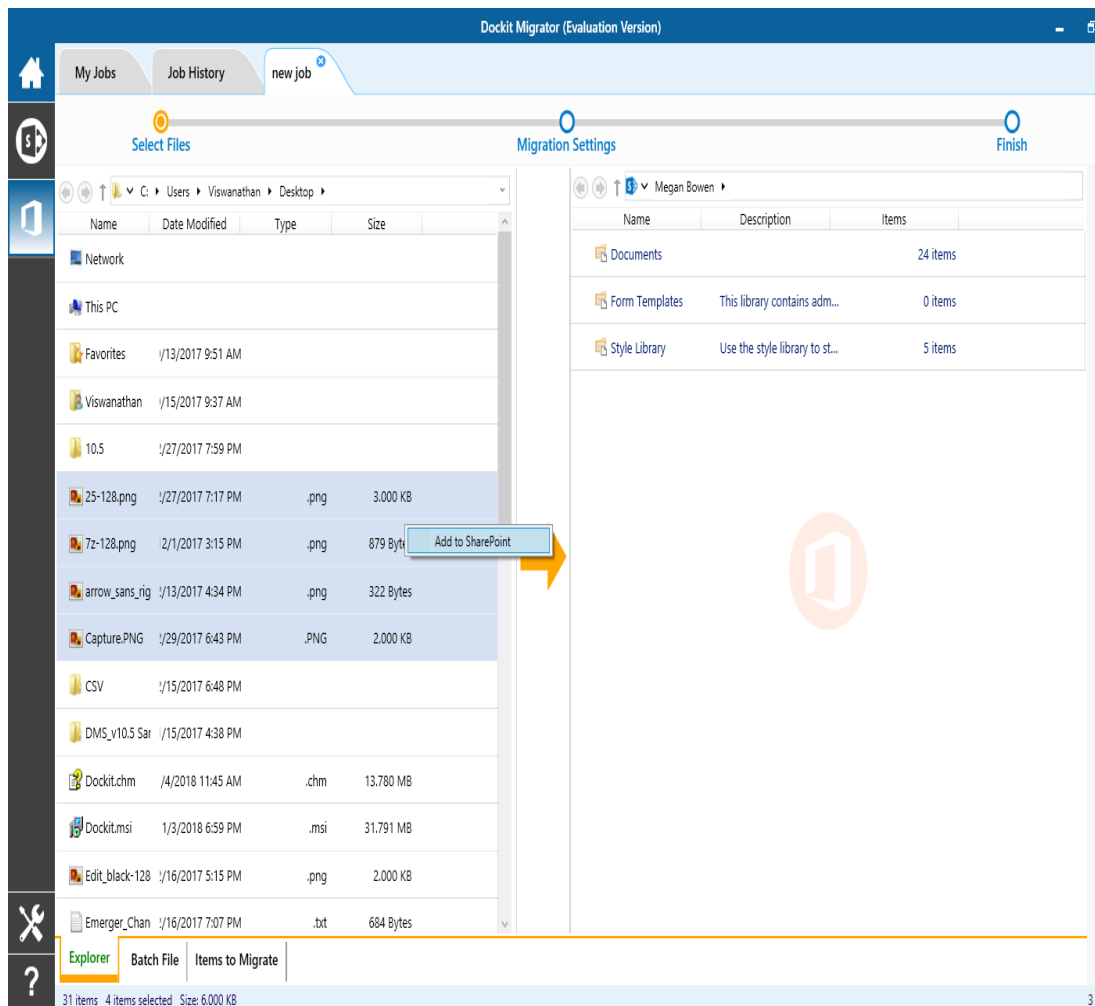 Dockit Migrator (Evaluation Version)
My Jobs Job History new job
Select Files Migration Settings Finish
C: Users Viswanathan Desktop
Megan Bowen
Name Date Modified Type Size
Name Description Items
Network
Documents 24 items
This PC
Form Templates This library contains adm... 0 items
Favorites /13/2017 9:51 AM
Style Library Use the style library to st... 5 items
Viswanathan /15/2017 9:37 AM
10.5 /27/2017 7:59 PM
25-128.png /27/2017 7:17 PM .png 3.000 KB
7z-128.png 2/1/2017 3:15 PM .png 879 Byte
Add to SharePoint
arrow_sans_rig /13/2017 4:34 PM .png 322 Bytes
Capture.PNG /29/2017 6:43 PM .PNG 2.000 KB
CSV /15/2017 6:48 PM
DMS_v10.5 Sar /15/2017 4:38 PM
Dockit.chm /4/2018 11:45 AM .chm 13.780 MB
Dockit.msi 1/3/2018 6:59 PM .msi 31.791 MB
Edit_black-128 /16/2017 5:15 PM .png 2.000 KB
Emerger_Chan /16/2017 7:07 PM .txt 684 Bytes
Explorer Batch File Items to Migrate
31 items 4 items selected Size: 6.000 KB
3